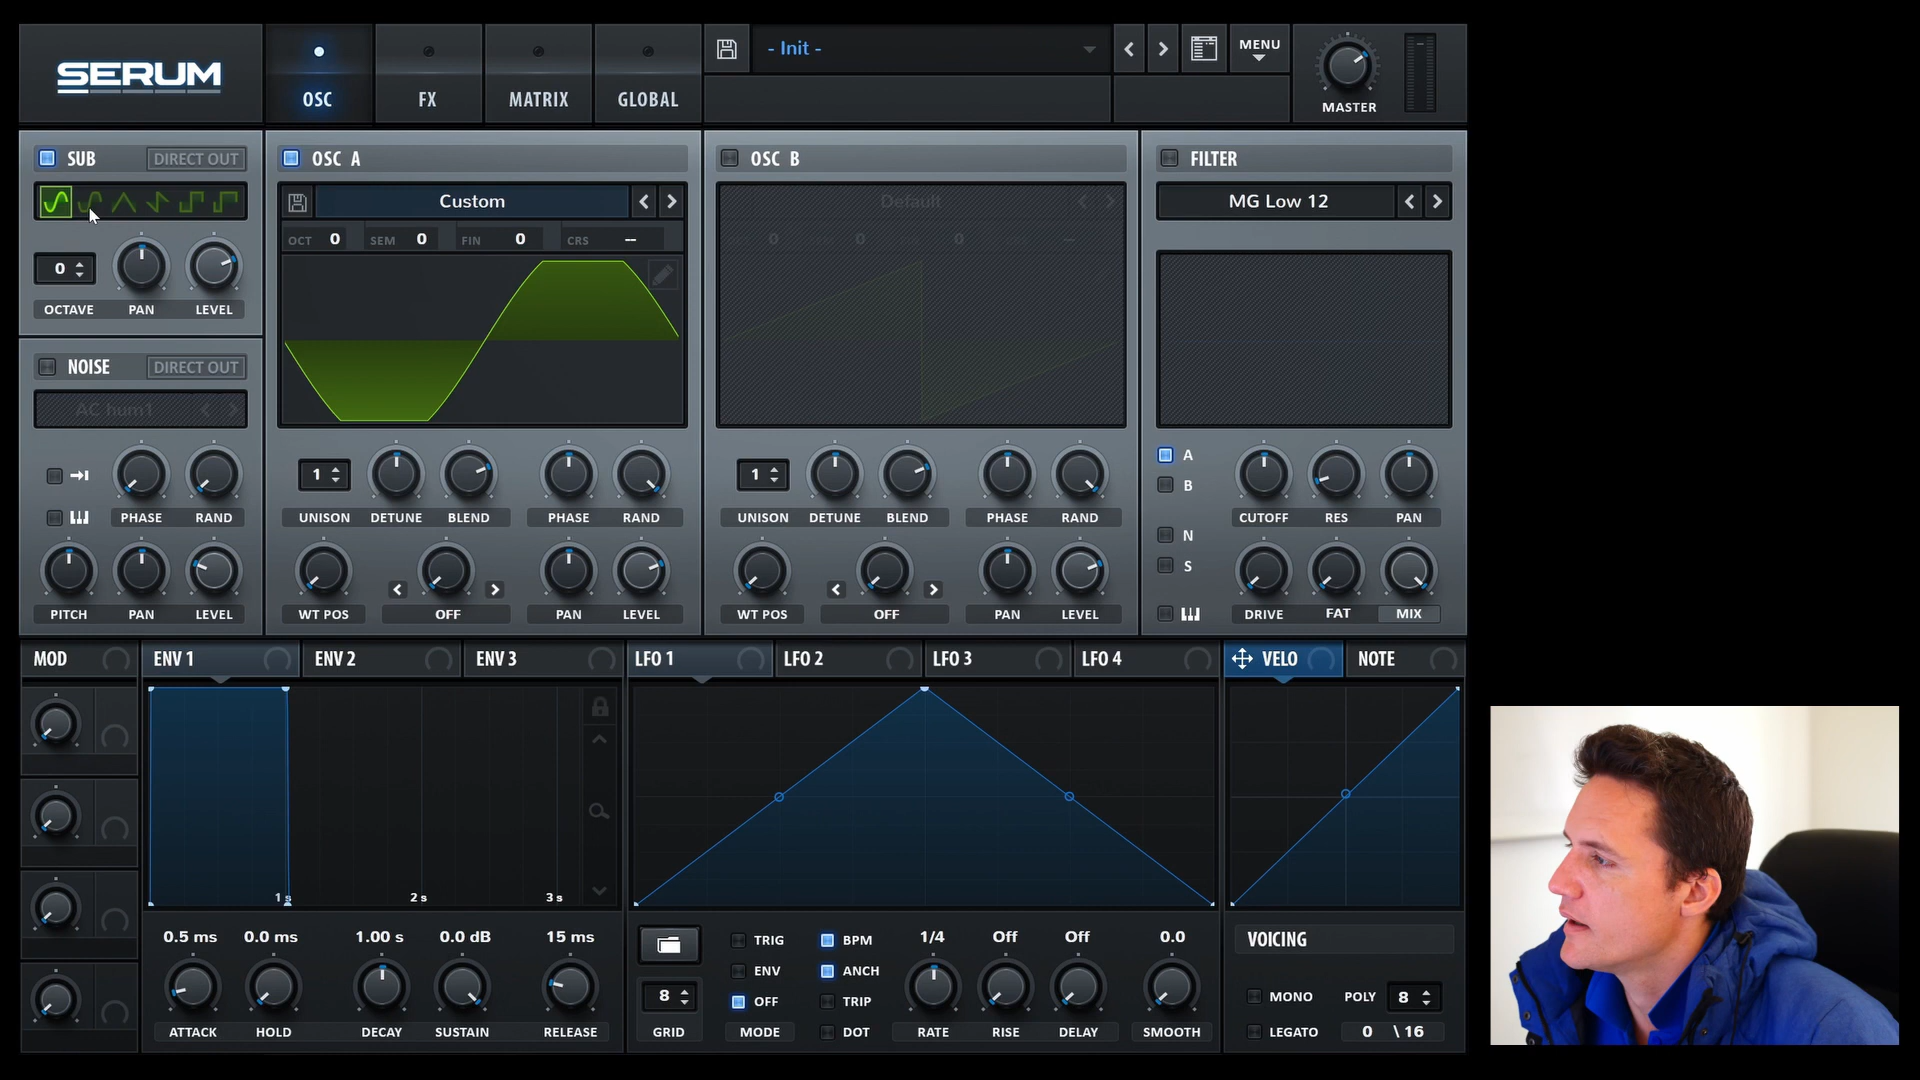 SERUM
OSC
FX
MATRIX
GLOBAL
- Init -
MENU
MASTER
SUB
DIRECT OUT
0
OCTAVE
PAN
LEVEL
NOISE
DIRECT OUT
AC hum1
PHASE
RAND
PITCH
PAN
LEVEL
OSC A
Custom
OCT 0
SEM 0
FIN 0
CRS --
1
UNISON
DETUNE
BLEND
PHASE
RAND
WT POS
OFF
PAN
LEVEL
OSC B
Default
0
0
0
--
1
UNISON
DETUNE
BLEND
PHASE
RAND
WT POS
OFF
PAN
LEVEL
FILTER
MG Low 12
A
B
N
S
CUTOFF
RES
PAN
DRIVE
FAT
MIX
MOD
ENV 1
ENV 2
ENV 3
LFO 1
LFO 2
LFO 3
LFO 4
VELO
NOTE
1 s
2 s
3 s
0.5 ms
0.0 ms
1.00 s
0.0 dB
15 ms
ATTACK
HOLD
DECAY
SUSTAIN
RELEASE
8
GRID
TRIG
ENV
OFF
MODE
BPM
ANCH
TRIP
DOT
1/4
Off
Off
0.0
RATE
RISE
DELAY
SMOOTH
VOICING
MONO
POLY
8
LEGATO
0 \ 16